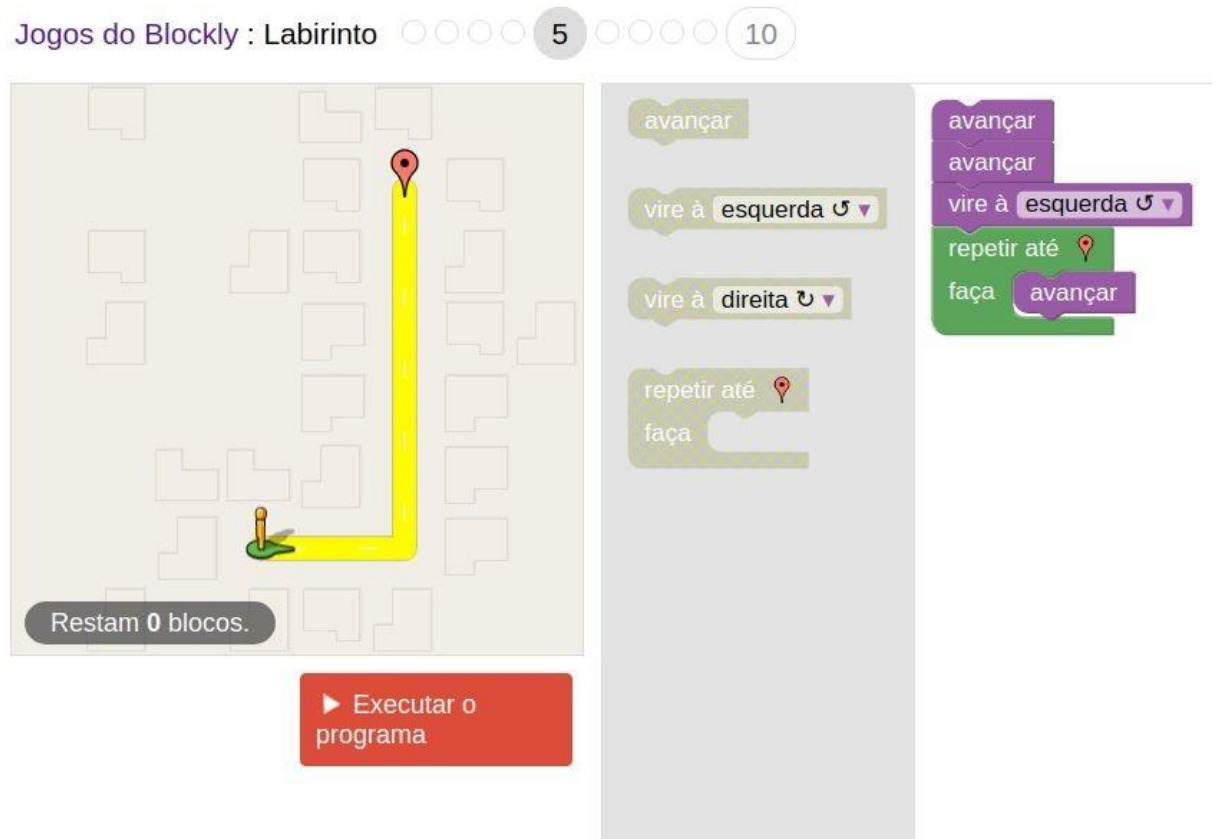 Jogos do Blockly : Labirinto 5 10
Restam 0 blocos.
Executar o
programa
avançar
vire à esquerda ↺ ▾
vire à direita ↻ ▾
repetir até
faça
avançar
avançar
vire à esquerda ↺ ▾
repetir até
faça avançar